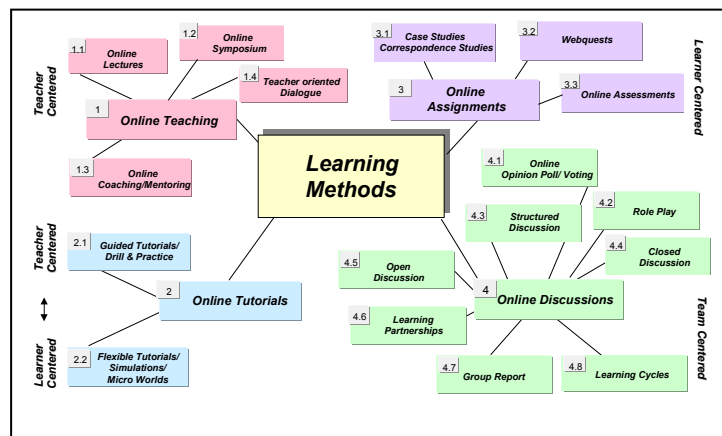 Learning
Methods
Teacher
Centered
1
Online Teaching
1.1
Online
Lectures
1.2
Online
Symposium
1.4
Teacher oriented
Dialogue
1.3
Online
Coaching/Mentoring
Learner
Centered
3
Online
Assignments
3.1
Case Studies
Correspondence Studies
3.2
Webquests
3.3
Online Assessments
Teacher
Centered
Learner
Centered
2
Online Tutorials
2.1
Guided Tutorials/
Drill & Practice
2.2
Flexible Tutorials/
Simulations/
Micro Worlds
Team Centered
4
Online Discussions
4.1
Online
Opinion Poll/ Voting
4.2
Role Play
4.3
Structured
Discussion
4.4
Closed
Discussion
4.5
Open
Discussion
4.6
Learning
Partnerships
4.7
Group Report
4.8
Learning Cycles